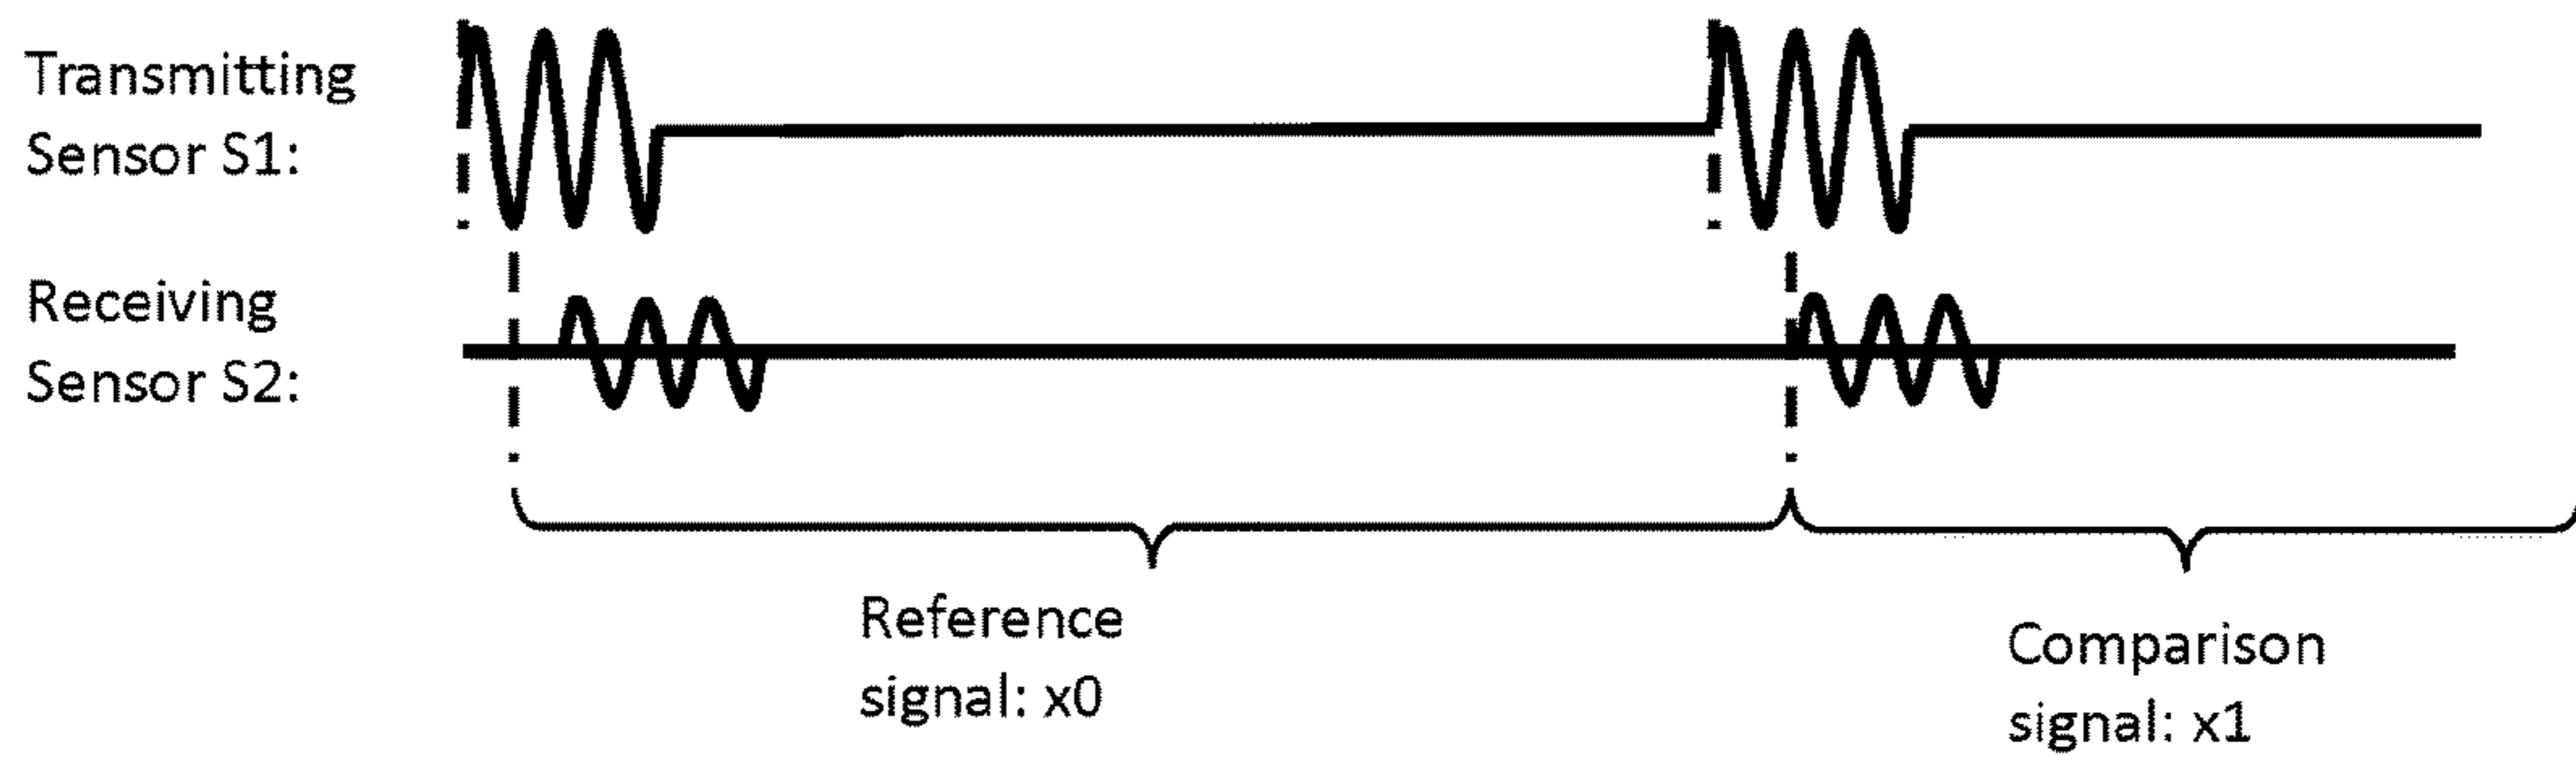 Transmitting
Sensor S1:
Receiving
Sensor S2:
Reference
signal: x0
Comparison
signal: x1